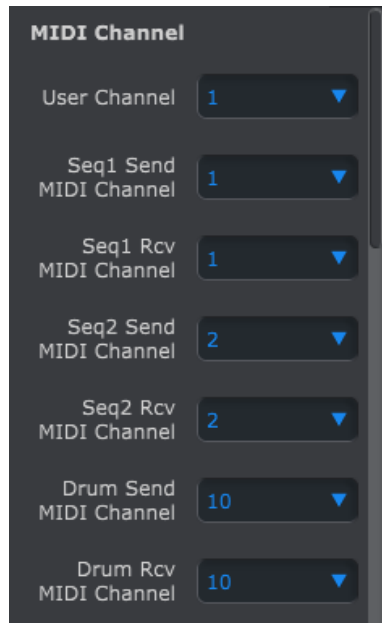 MIDI Channel
User Channel 1
Seq1 Send
MIDI Channel 1
Seq1 Rcv
MIDI Channel 1
Seq2 Send
MIDI Channel 2
Seq2 Rcv
MIDI Channel 2
Drum Send
MIDI Channel 10
Drum Rcv
MIDI Channel 10